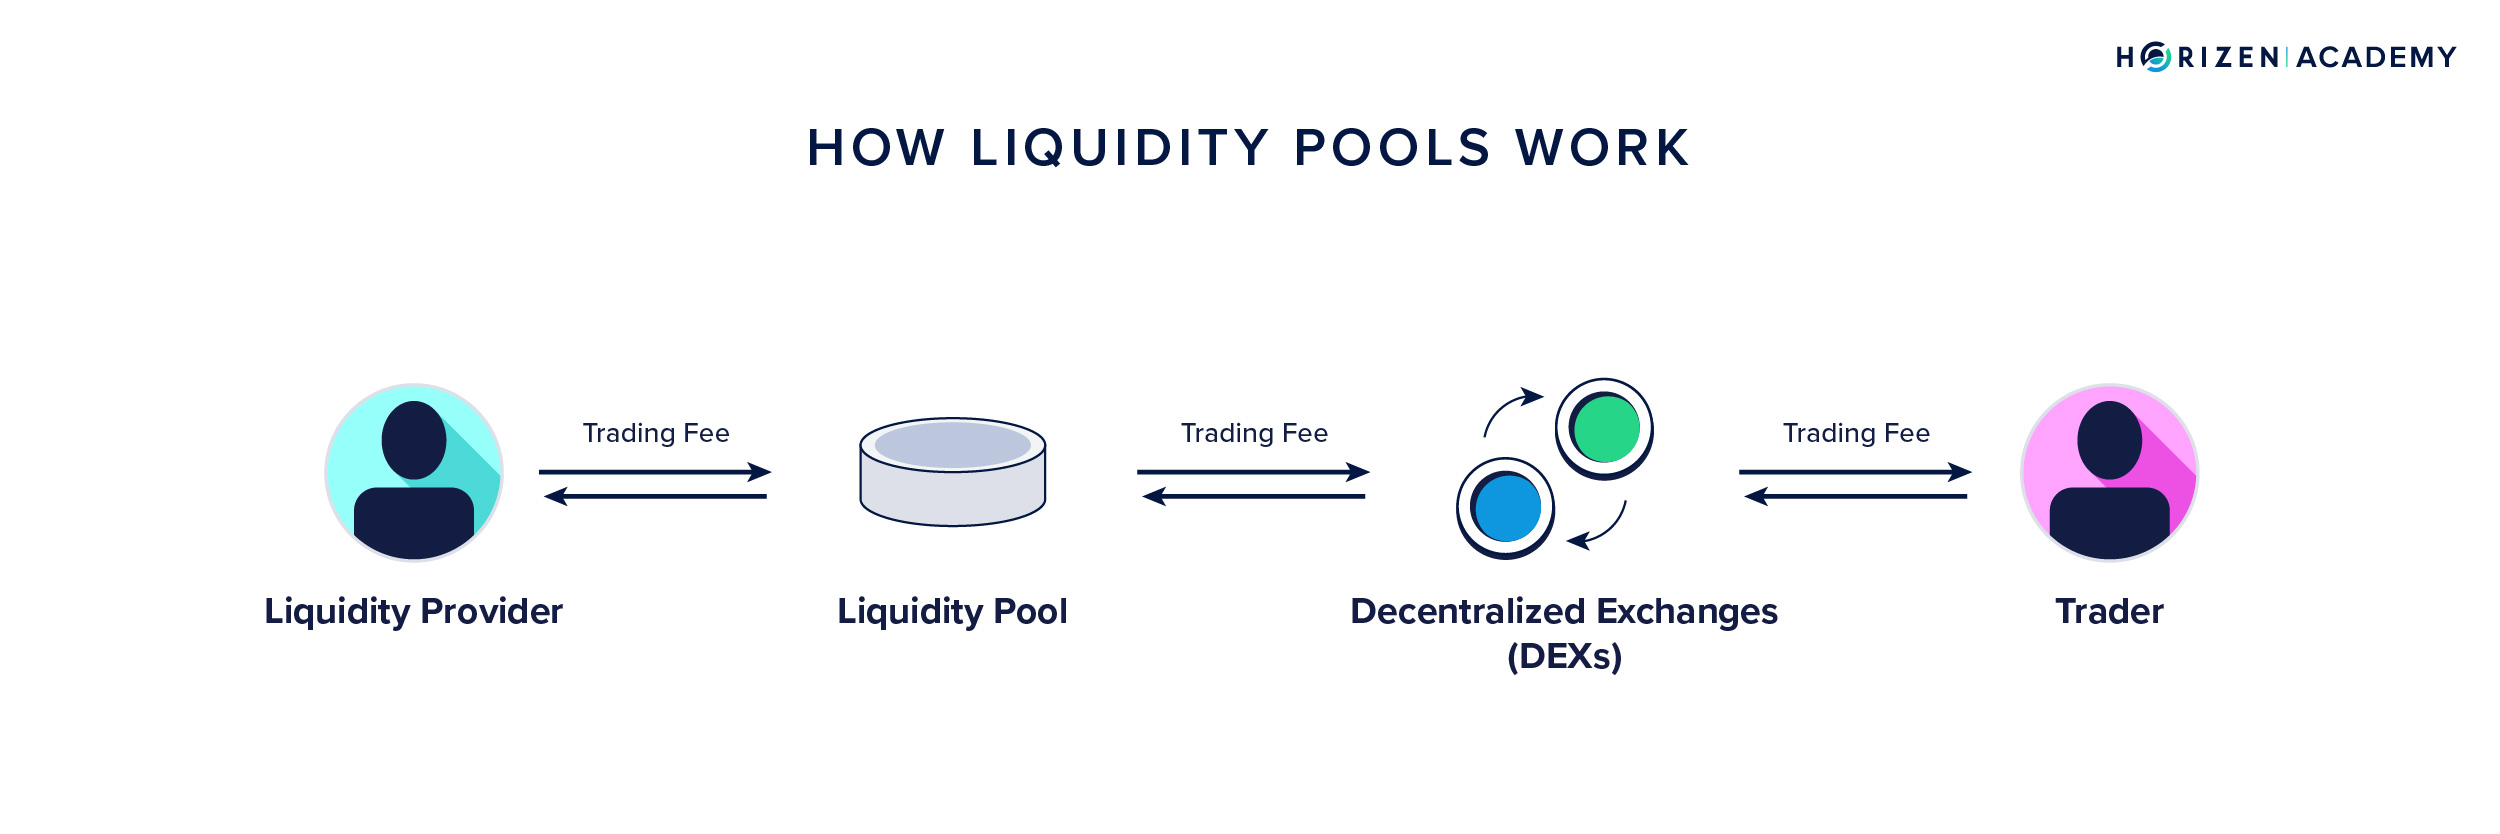 HORIZEN | ACADEMY
HOW LIQUIDITY POOLS WORK
Trading Fee
Trading Fee
Trading Fee
Liquidity Provider
Liquidity Pool
Decentralized Exchanges
(DEXs)
Trader